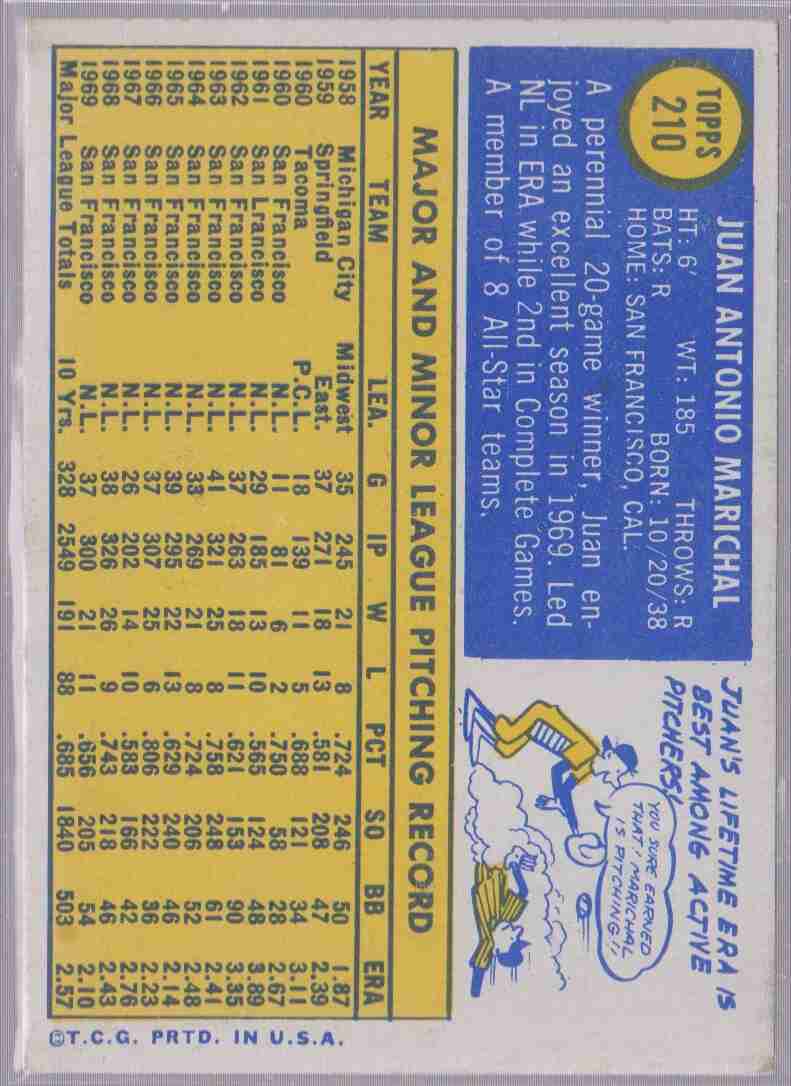 TOPPS
210
JUAN ANTONIO MARICHAL
HT: 6' WT: 185 THROWS: R
BATS: R BORN: 10/20/38
HOME: SAN FRANCISCO, CAL.
A perennial 20-game winner, Juan en-
joyed an excellent season in 1969. Led
NL in ERA while 2nd in Complete Games.
A member of 8 All-Star teams.
JUAN'S LIFETIME ERA IS
BEST AMONG ACTIVE
PITCHERS!
YOU SURE EARNED
THAT! MARICHAL
IS PITCHING!
MAJOR AND MINOR LEAGUE PITCHING RECORD
YEAR TEAM LEA. G IP W L PCT SO BB ERA
1958 Michigan City Midwest 35 245 21 8 .724 246 50 1.87
1959 Springfield East. 37 271 18 13 .581 208 47 2.39
1960 Tacoma P.C.L. 18 139 11 5 .688 121 34 3.11
1960 San Francisco N.L. 11 81 6 2 .750 58 28 2.67
1961 San Lrancisco N.L. 29 185 13 10 .565 124 48 3.89
1962 San Francisco N.L. 37 263 18 11 .621 153 90 3.35
1963 San Francisco N.L. 41 321 25 8 .758 248 61 2.41
1964 San Francisco N.L. 33 269 21 8 .724 206 52 2.48
1965 San Francisco N.L. 39 295 22 13 .629 240 46 2.14
1966 San Francisco N.L. 37 307 25 6 .806 222 36 2.23
1967 San Francisco N.L. 26 202 14 10 .583 166 42 2.76
1968 San Francisco N.L. 38 326 26 9 .743 218 46 2.43
1969 San Francisco N.L. 37 300 21 11 .656 205 54 2.10
Major League Totals 10 Yrs. 328 2549 191 88 .685 1840 503 2.57
©T.C.G. PRTD. IN U.S.A.